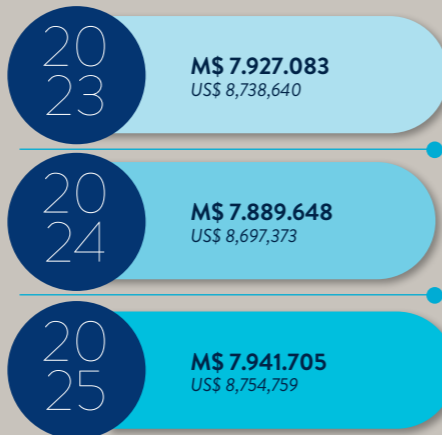 20
23
M$ 7.927.083
US$ 8,738,640
20
24
M$ 7.889.648
US$ 8,697,373
20
25
M$ 7.941.705
US$ 8,754,759